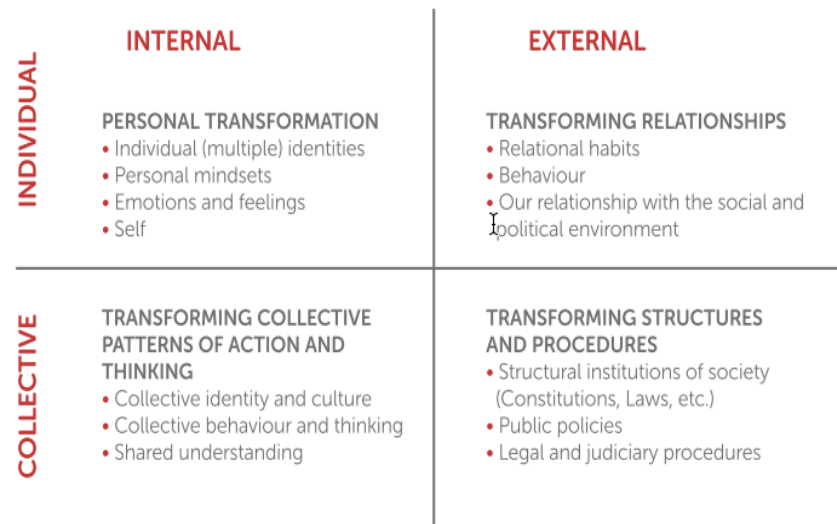 INTERNAL
EXTERNAL
INDIVIDUAL
PERSONAL TRANSFORMATION
• Individual (multiple) identities
• Personal mindsets
• Emotions and feelings
• Self
TRANSFORMING RELATIONSHIPS
• Relational habits
• Behaviour
• Our relationship with the social and
political environment
COLLECTIVE
TRANSFORMING COLLECTIVE
PATTERNS OF ACTION AND
THINKING
• Collective identity and culture
• Collective behaviour and thinking
• Shared understanding
TRANSFORMING STRUCTURES
AND PROCEDURES
• Structural institutions of society
(Constitutions, Laws, etc.)
• Public policies
• Legal and judiciary procedures